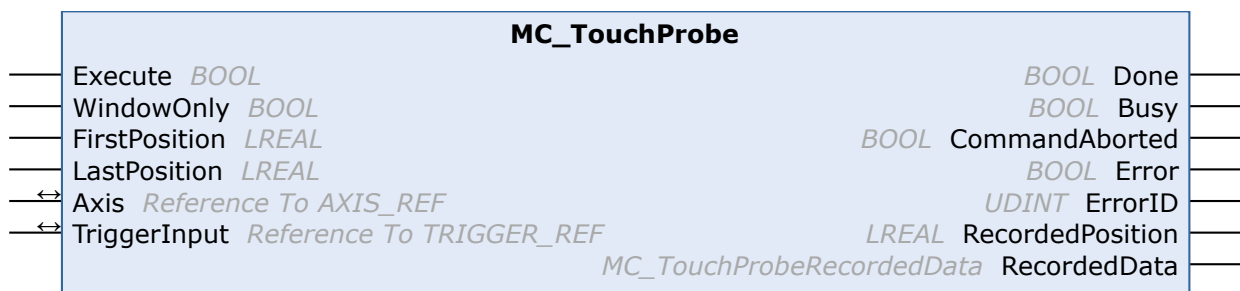 MC_TouchProbe
Execute BOOL BOOL Done
WindowOnly BOOL BOOL Busy
FirstPosition LREAL BOOL CommandAborted
LastPosition LREAL BOOL Error
↔ Axis Reference To AXIS_REF UDINT ErrorID
↔ TriggerInput Reference To TRIGGER_REF LREAL RecordedPosition
MC_TouchProbeRecordedData RecordedData